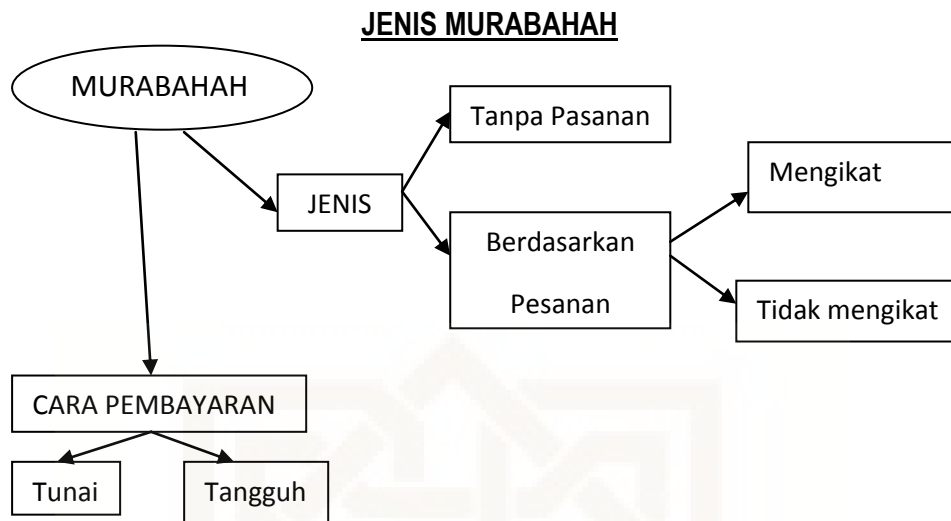 JENIS MURABAHAH
MURABAHAH
Tanpa Pasanan
JENIS
Mengikat
Berdasarkan
Pesanan
Tidak mengikat
CARA PEMBAYARAN
Tunai
Tangguh